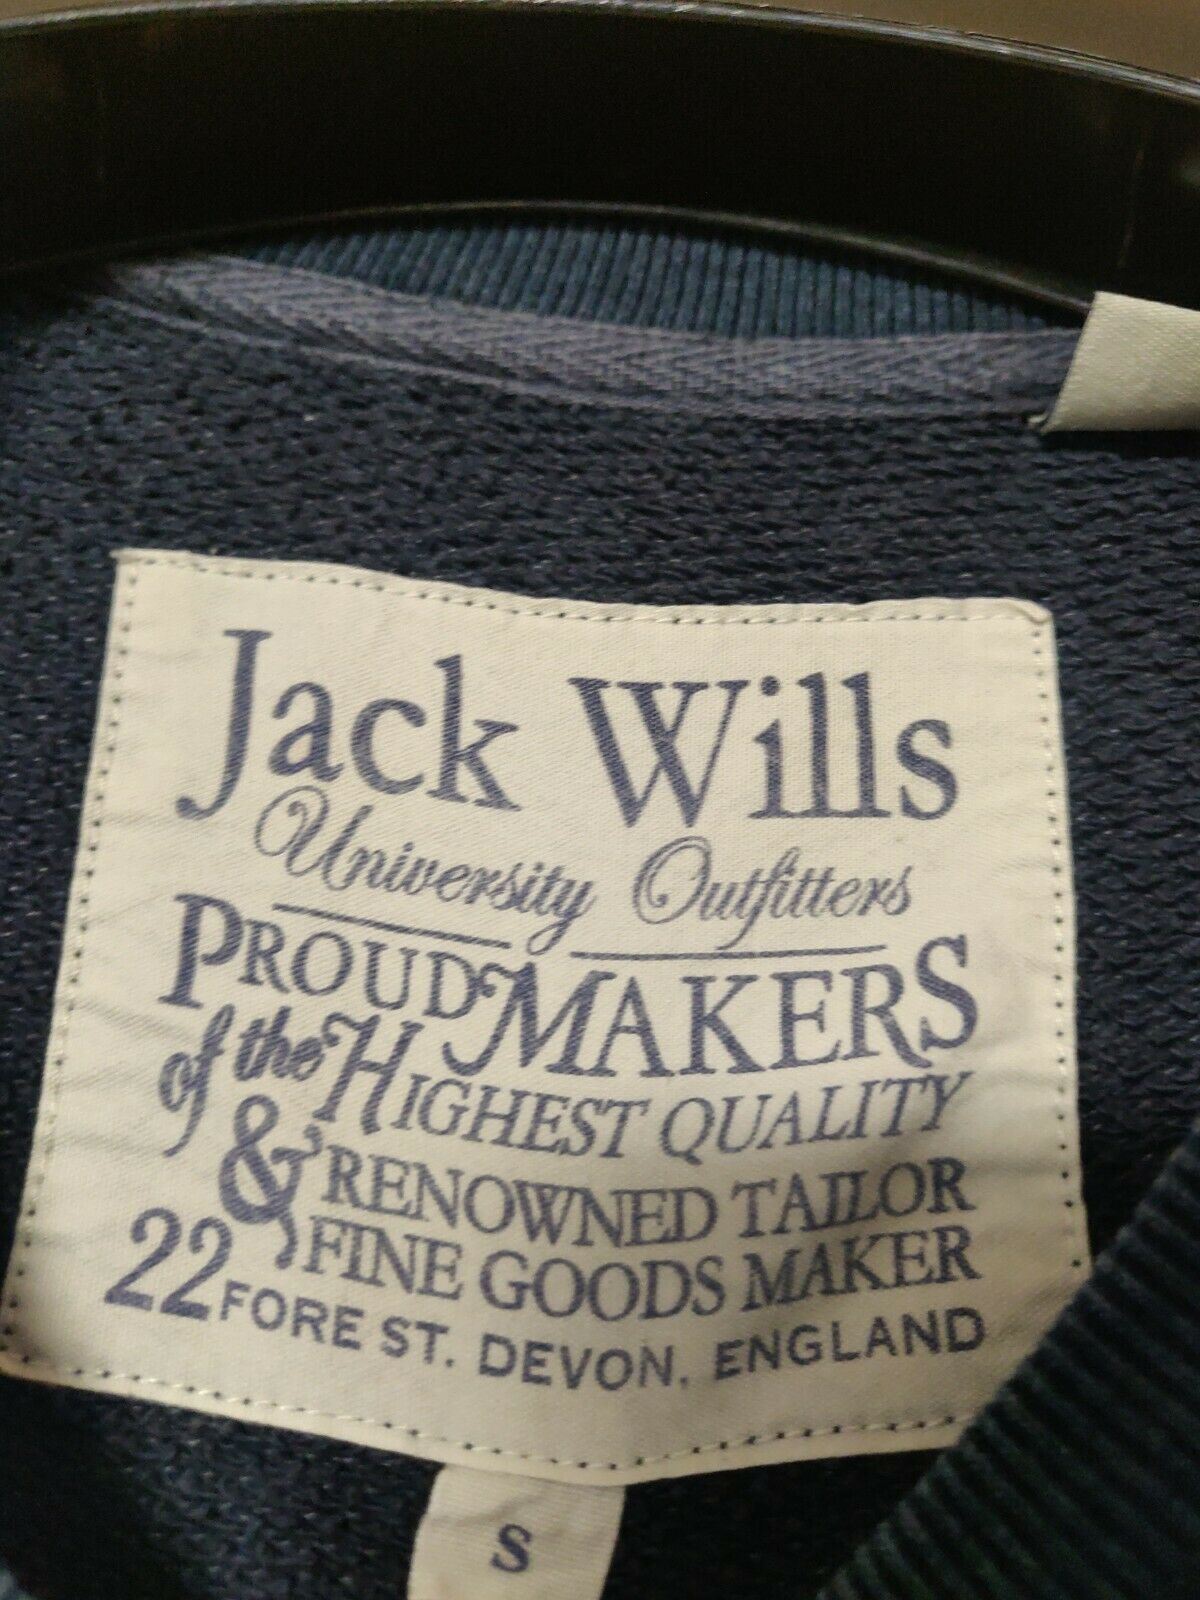 Jack Wills
University Outfitters
PROUD MAKERS
of the HIGHEST QUALITY
& RENOWNED TAILOR
FINE GOODS MAKER
22 FORE ST. DEVON. ENGLAND
S